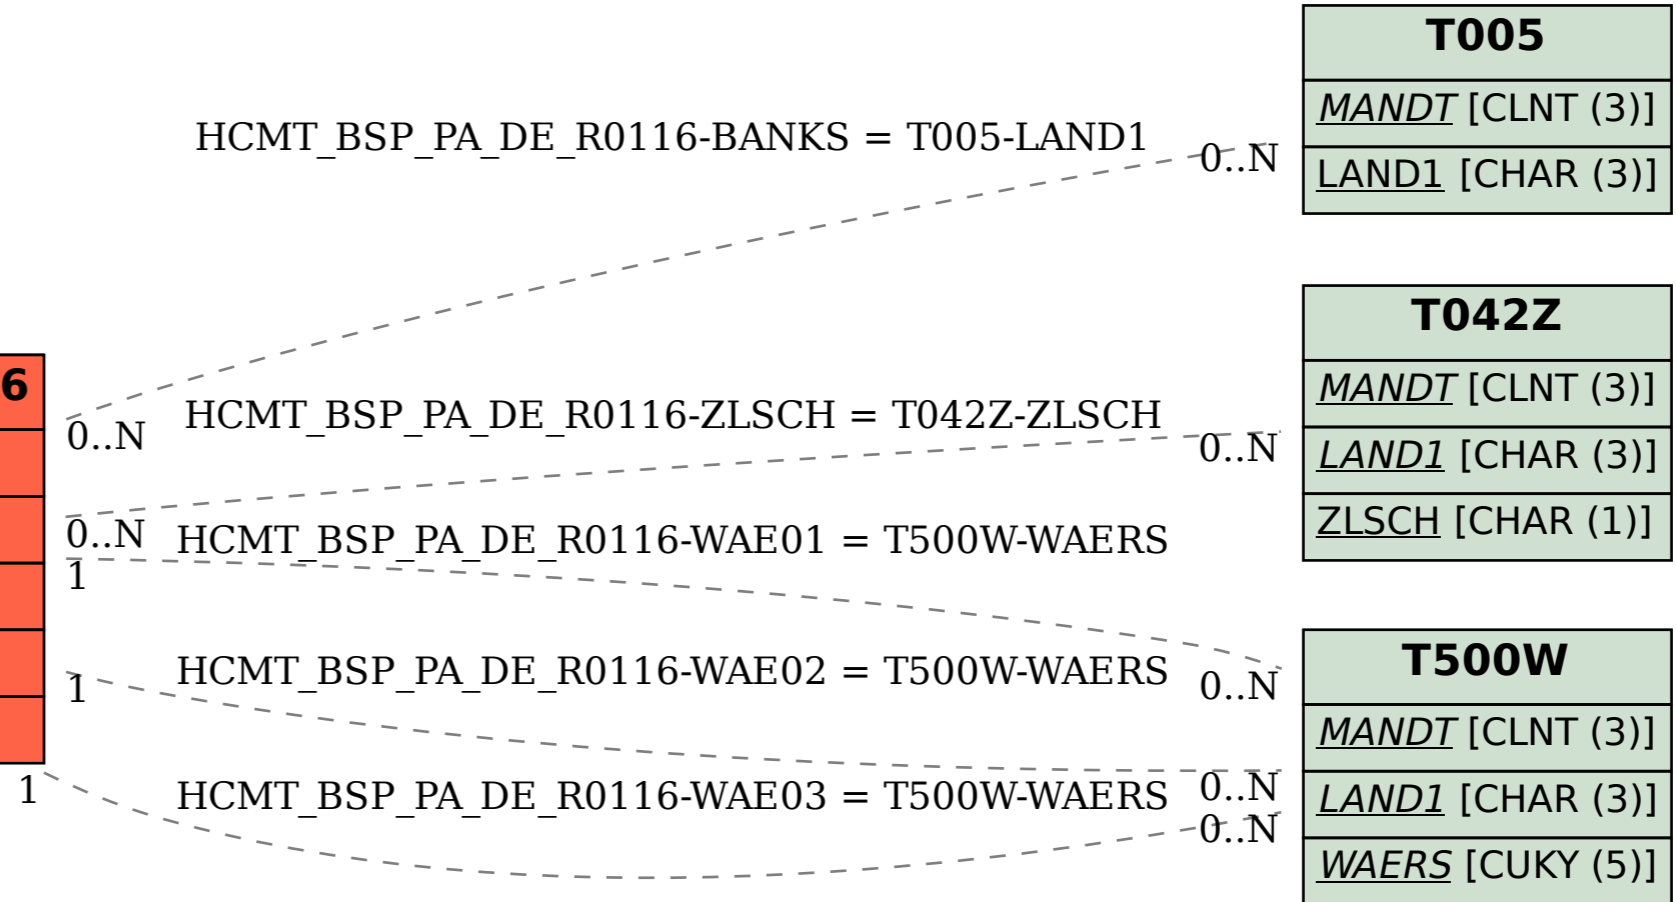 T005
MANDT [CLNT (3)]
HCMT_BSP_PA_DE_R0116-BANKS = T005-LAND1
0..N
LAND1 [CHAR (3)]
T042Z
6
MANDT [CLNT (3)]
HCMT_BSP_PA_DE_R0116-ZLSCH = T042Z-ZLSCH
0..N
0..N
LAND1 [CHAR (3)]
ZLSCH [CHAR (1)]
0..N
HCMT_BSP_PA_DE_R0116-WAE01 = T500W-WAERS
1
T500W
HCMT_BSP_PA_DE_R0116-WAE02 = T500W-WAERS
1
0..N
MANDT [CLNT (3)]
1
HCMT_BSP_PA_DE_R0116-WAE03 = T500W-WAERS
0..N
LAND1 [CHAR (3)]
0..N
WAERS [CUKY (5)]